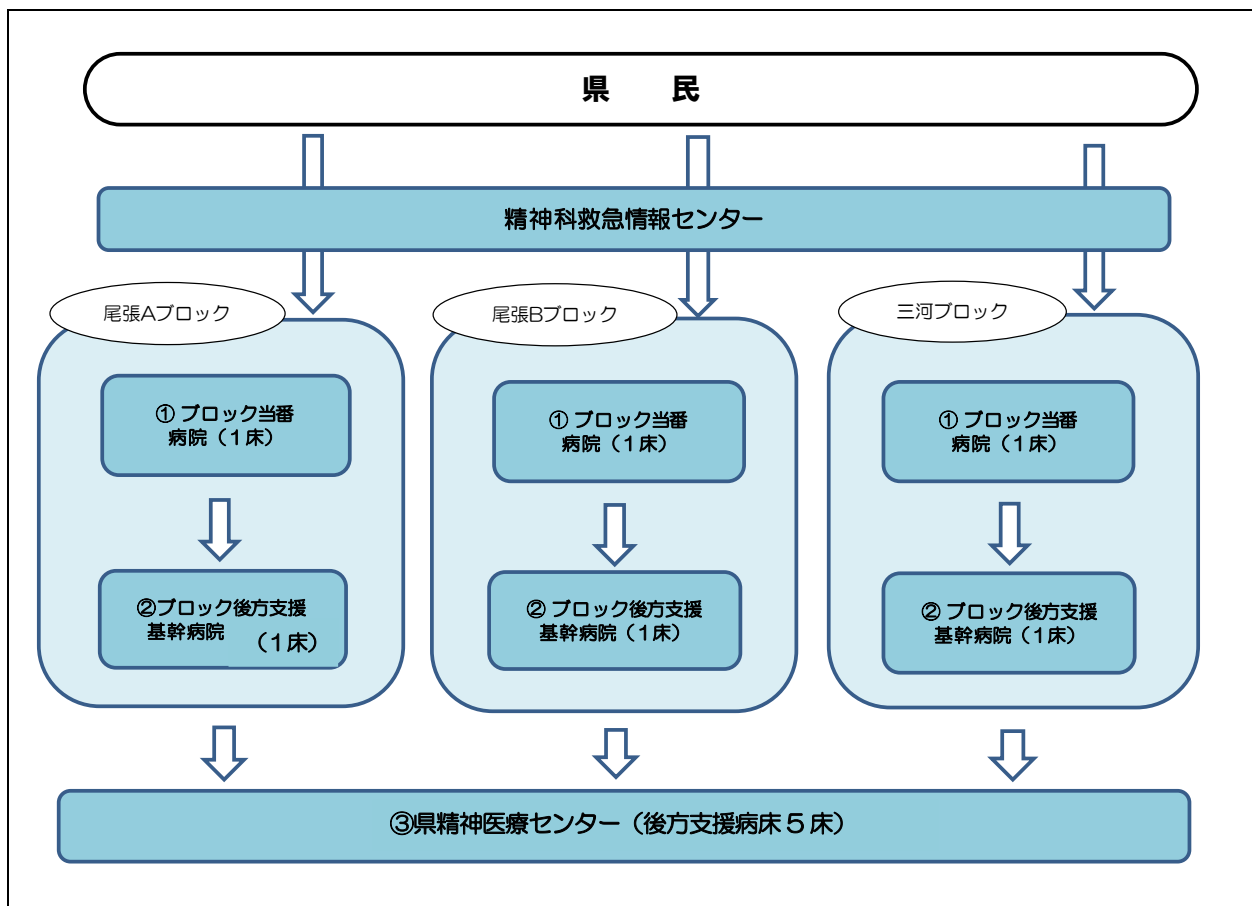 県　　民
精神科救急情報センター
尾張Aブロック
尾張Bブロック
三河ブロック
① ブロック当番
病院（１床）
① ブロック当番
病院（１床）
① ブロック当番
病院（１床）
②ブロック後方支援
基幹病院　（１床）
② ブロック後方支援
基幹病院（１床）
② ブロック後方支援
基幹病院（１床）
③県精神医療センター（後方支援病床５床）